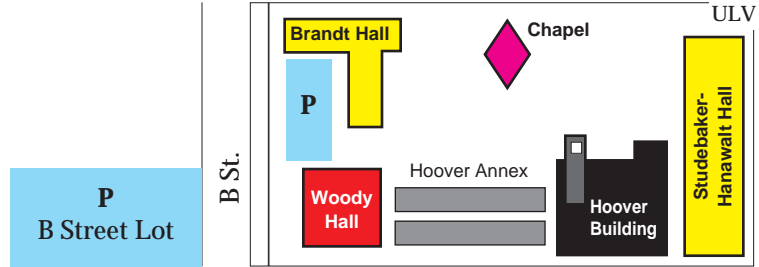 ULV
Brandt Hall
Chapel
P
B St.
Studebaker-
Hanawalt Hall
Hoover Annex
P
B Street Lot
Woody
Hall
Hoover
Building